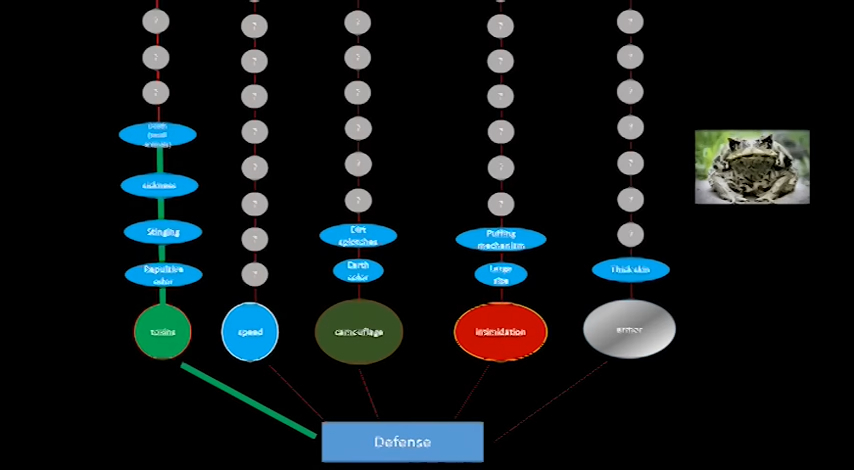 Death
(small
animals)
sickness
Stinging
Repulsive
odor
Dirt
splotches
Earth
color
Puffing
mechanism
Large
size
Thick skin
toxins
speed
camouflage
intimidation
armor
Defense